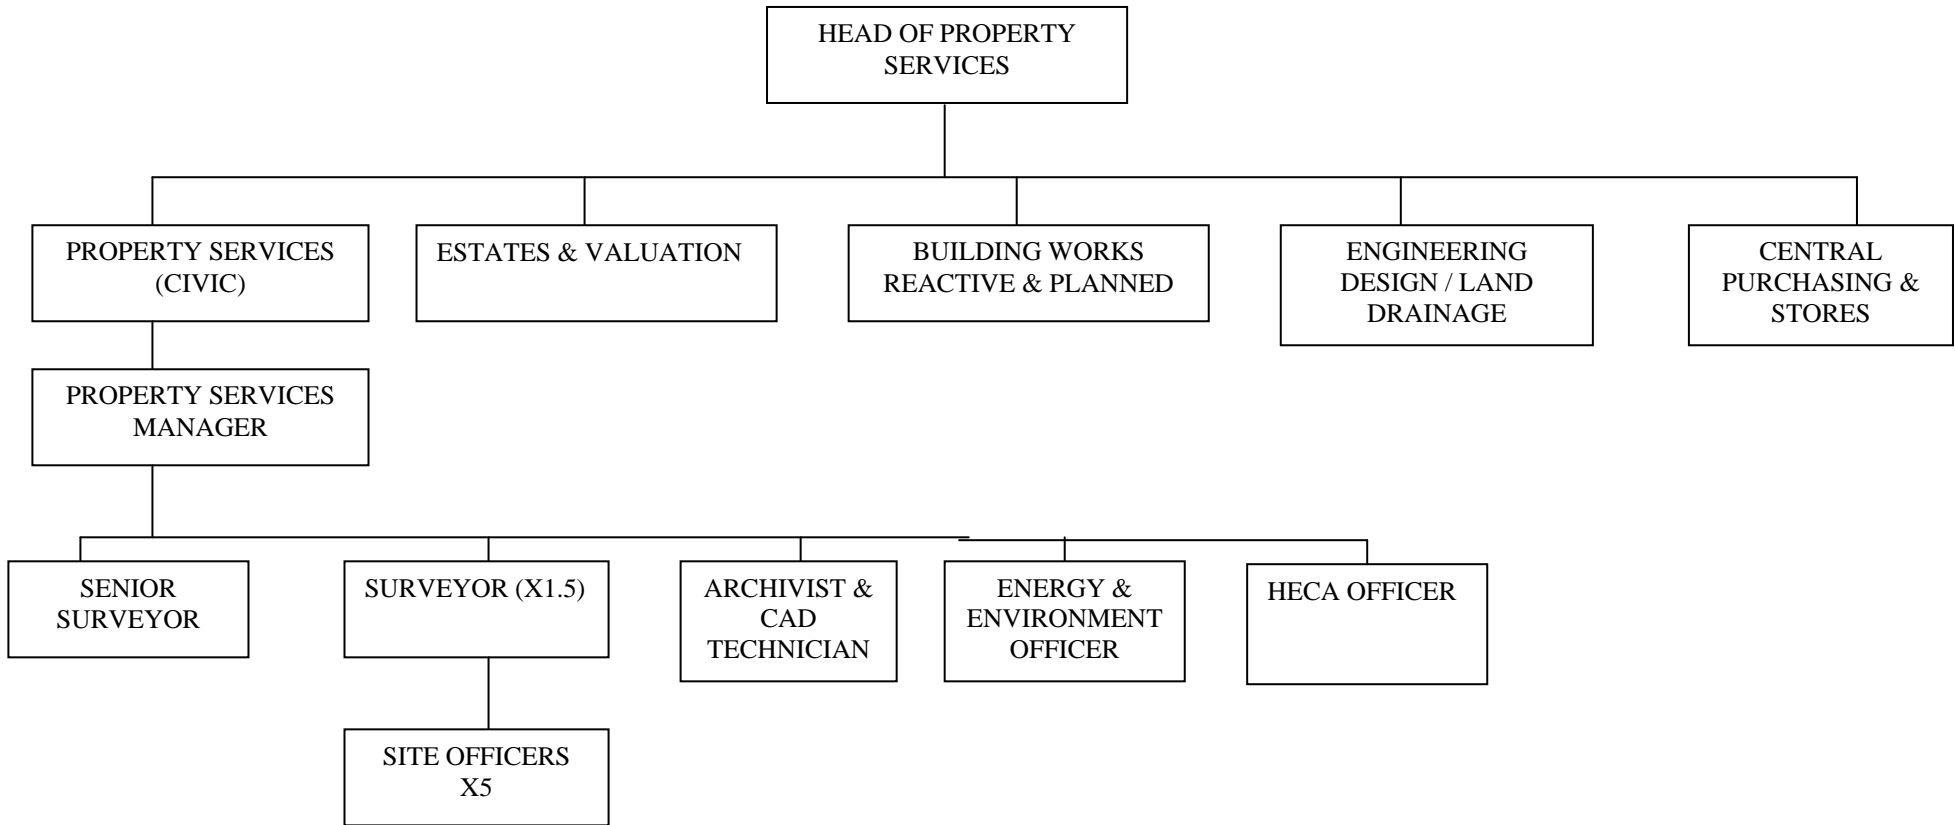 HEAD OF PROPERTY
SERVICES
PROPERTY SERVICES
(CIVIC)
ESTATES & VALUATION
BUILDING WORKS
REACTIVE & PLANNED
ENGINEERING
DESIGN / LAND
DRAINAGE
CENTRAL
PURCHASING &
STORES
PROPERTY SERVICES
MANAGER
SENIOR
SURVEYOR
SURVEYOR (X1.5)
ARCHIVIST &
CAD
TECHNICIAN
ENERGY &
ENVIRONMENT
OFFICER
HECA OFFICER
SITE OFFICERS
X5